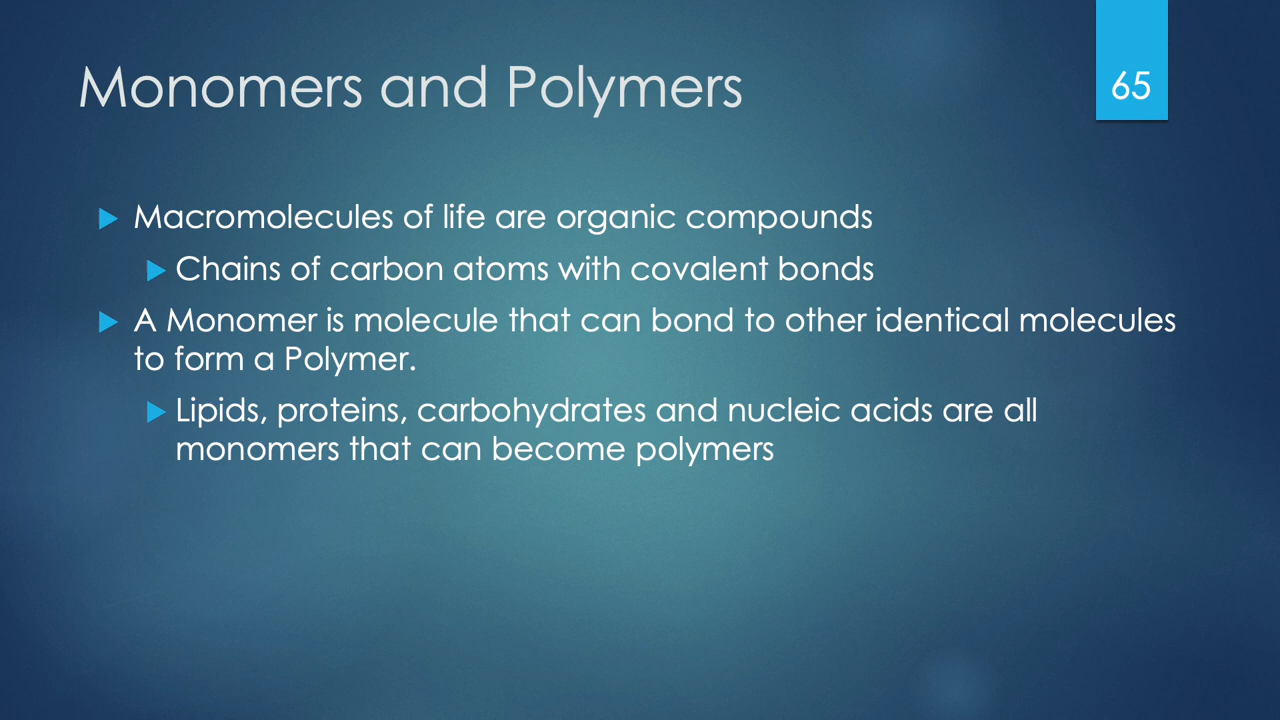 Monomers and Polymers
65
Macromolecules of life are organic compounds
Chains of carbon atoms with covalent bonds
A Monomer is molecule that can bond to other identical molecules
to form a Polymer.
Lipids, proteins, carbohydrates and nucleic acids are all
monomers that can become polymers